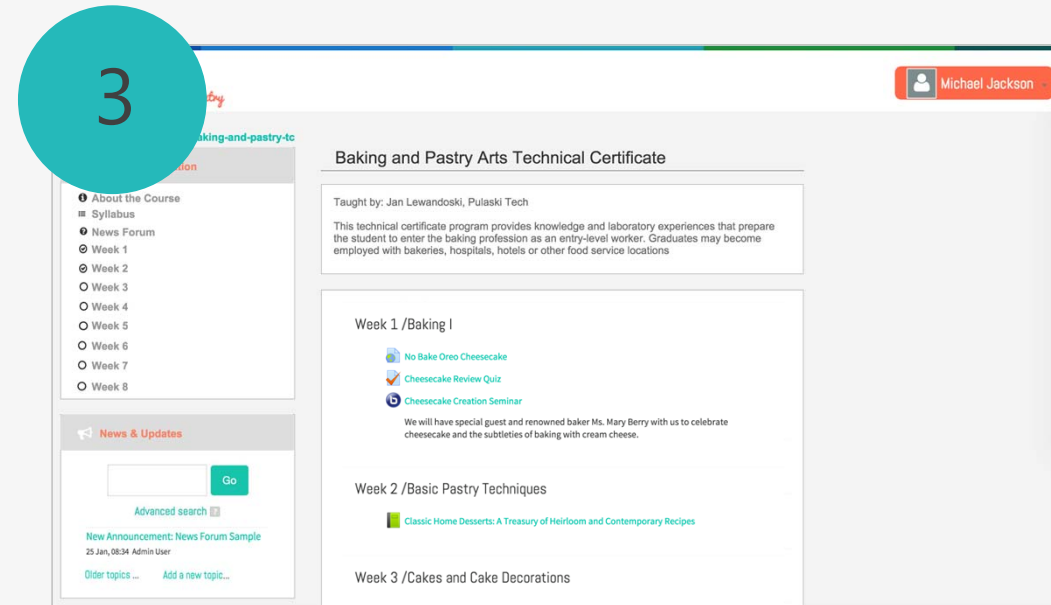 3
Michael Jackson
aking-and-pastry-tc
Baking and Pastry Arts Technical Certificate
About the Course
Syllabus
News Forum
Week 1
Week 2
Week 3
Week 4
Week 5
Week 6
Week 7
Week 8
Taught by: Jan Lewandoski, Pulaski Tech
This technical certificate program provides knowledge and laboratory experiences that prepare
the student to enter the baking profession as an entry-level worker. Graduates may become
employed with bakeries, hospitals, hotels or other food service locations
Week 1 /Baking I
No Bake Oreo Cheesecake
Cheesecake Review Quiz
Cheesecake Creation Seminar
We will have special guest and renowned baker Ms. Mary Berry with us to celebrate
cheesecake and the subtleties of baking with cream cheese.
News & Updates
Go
Advanced search
New Announcement: News Forum Sample
25 Jan, 08:34 Admin User
Older topics ... Add a new topic...
Week 2 /Basic Pastry Techniques
Classic Home Desserts: A Treasury of Heirloom and Contemporary Recipes
Week 3 /Cakes and Cake Decorations